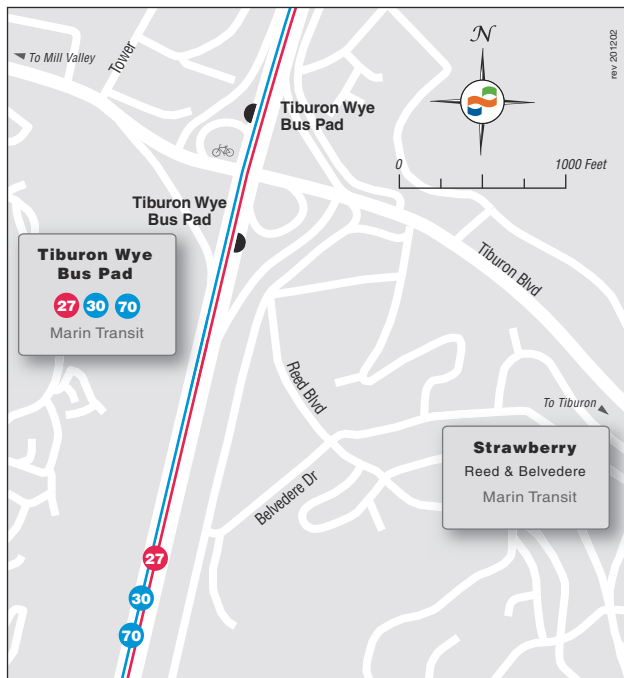 To Mill Valley
Tower
N
rev 201202
Tiburon Wye
Bus Pad
0
1000 Feet
Tiburon Wye
Bus Pad
Tiburon Wye
Bus Pad
27 30 70
Marin Transit
Tiburon Blvd
Reed Blvd
To Tiburon
Strawberry
Reed & Belvedere
Marin Transit
Belvedere Dr
27
30
70